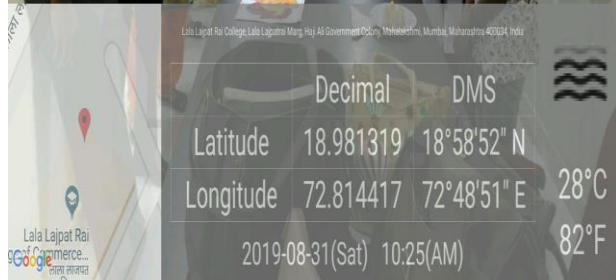 Lala Lajpat Rai College, Lala Lajpatrai Marg, Haji Ali Government Colony, Mahalakshmi, Mumbai, Maharashtra 400034, India
Decimal DMS
Latitude 18.981319 18°58'52" N
Longitude 72.814417 72°48'51" E
28°C
82°F
2019-08-31(Sat) 10:25(AM)
Lala Lajpat Rai
Google
लाला लाजपत